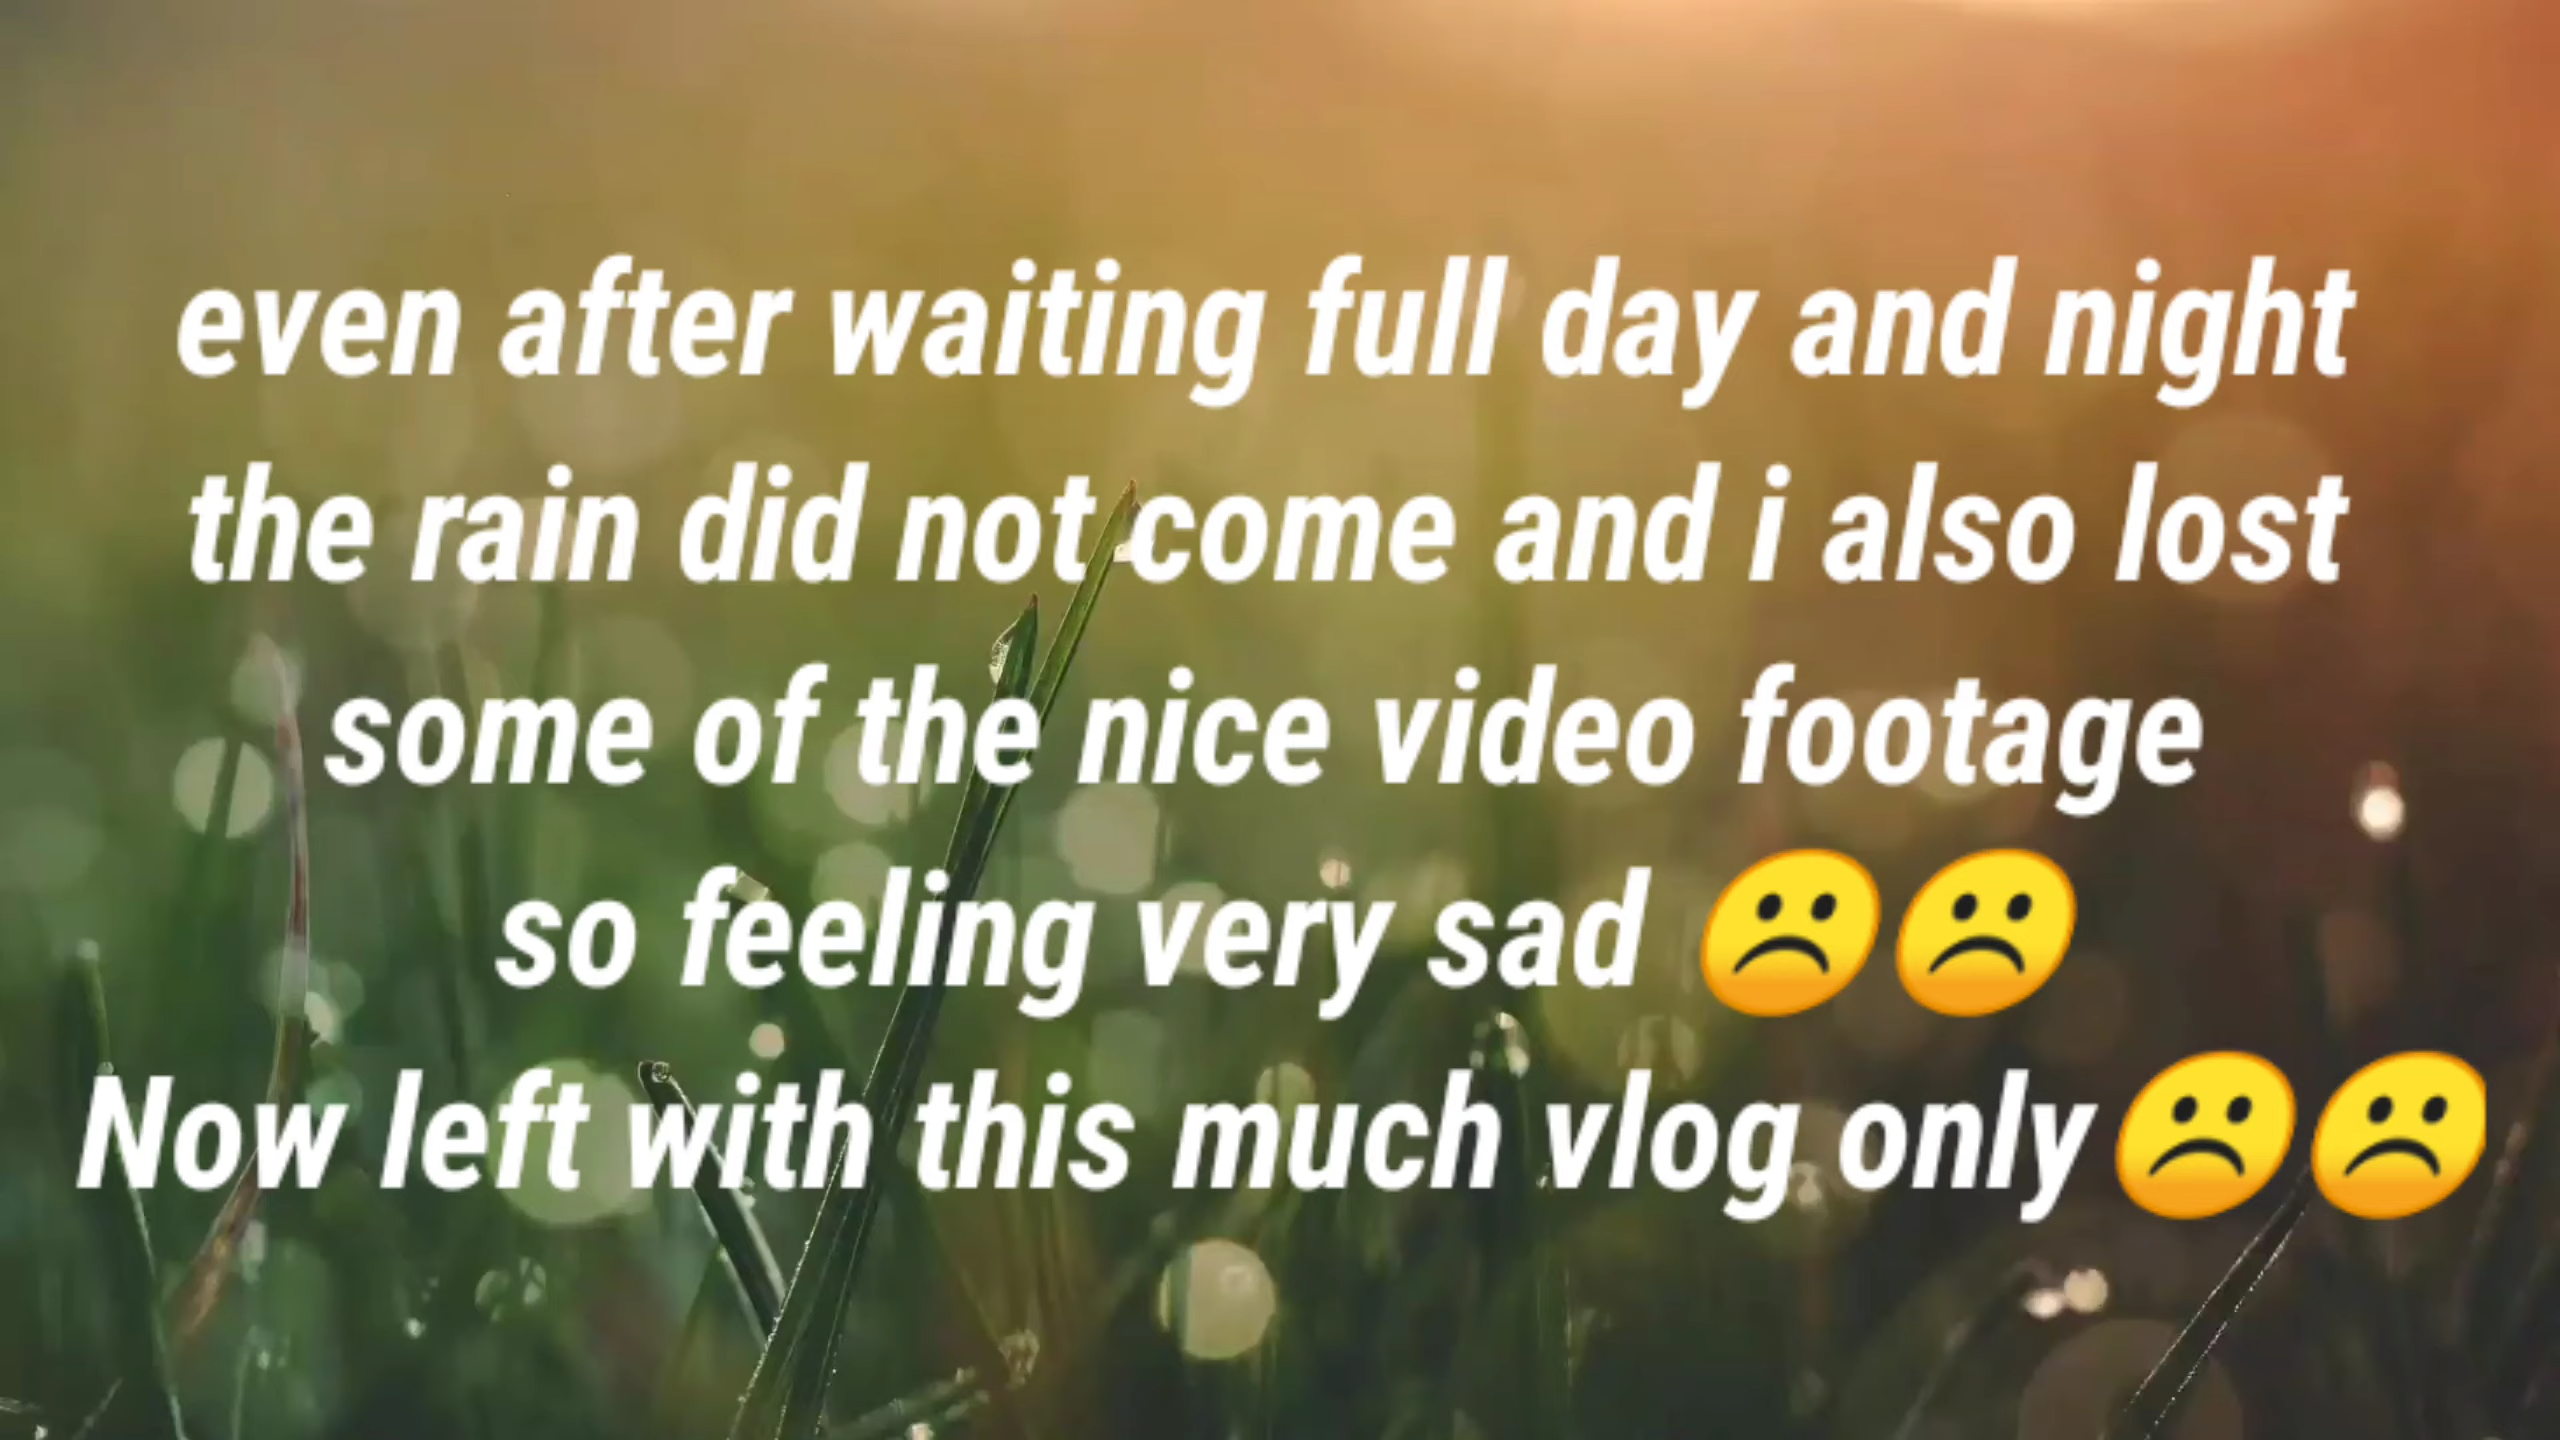 even after waiting full day and night
the rain did not come and i also lost
some of the nice video footage
so feeling very sad ☹️☹️
Now left with this much vlog only☹️☹️